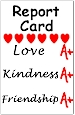 Report
Card
Love A+
Kindness A+
Friendship A+